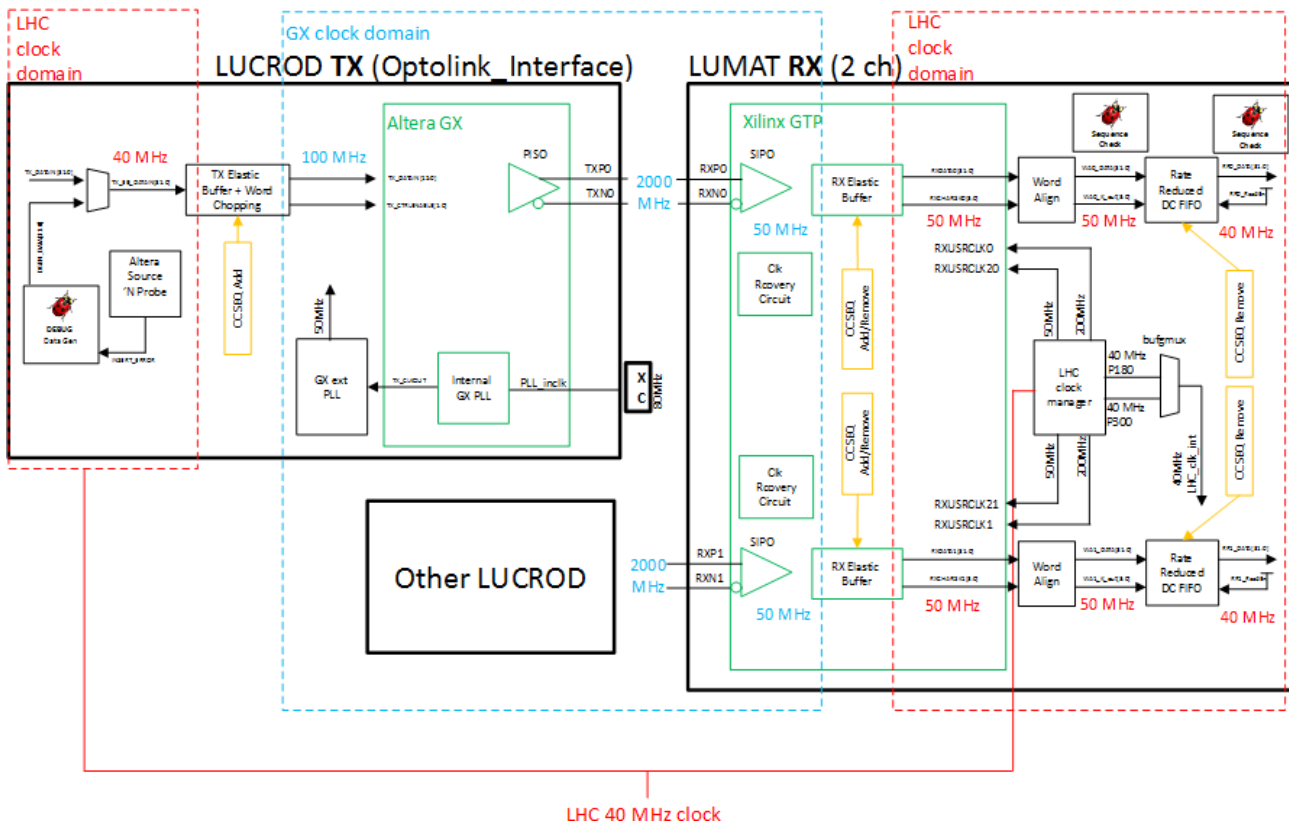 LHC
clock
domain
GX clock domain
LHC
clock
domain
LUCROD TX (Optolink_Interface)
LUMAT RX (2 ch)
Altera GX
Xilinx GTP
Sequence
Check
Sequence
Check
40 MHz
100 MHz
PISO
TXP0
TXN0
2000
MHz
RXP0
RXN0
SIPO
TX Elastic
Buffer + Word
Chopping
TX_DATAIN[31:0]
RX Elastic
Buffer
50 MHz
50 MHz
Word
Align
50 MHz
Rate
Reduced
DC FIFO
40 MHz
Altera
Source
'N Probe
DEBUG
Data Gen
INSERT_ERROR
CCSEQ_Add
50MHz
GX ext
PLL
TX_CLKOUT
Internal
GX PLL
PLL_inclk
X
C
80MHz
Clk
Rcovery
Circuit
CCSEQ
Add/Remove
RXUSRCLK0
RXUSRCLK20
50MHz
200MHz
LHC
clock
manager
40 MHz
P180
40 MHz
P300
bufgmux
40MHz
LHC_clk_int
CCSEQ_Remove
CCSEQ_Remove
CCSEQ
Add/Remove
Clk
Rcovery
Circuit
50MHz
200MHz
RXUSRCLK21
RXUSRCLK1
Other LUCROD
2000
MHz
RXP1
RXN1
SIPO
50 MHz
RX Elastic
Buffer
50 MHz
Word
Align
50 MHz
Rate
Reduced
DC FIFO
40 MHz
LHC 40 MHz clock